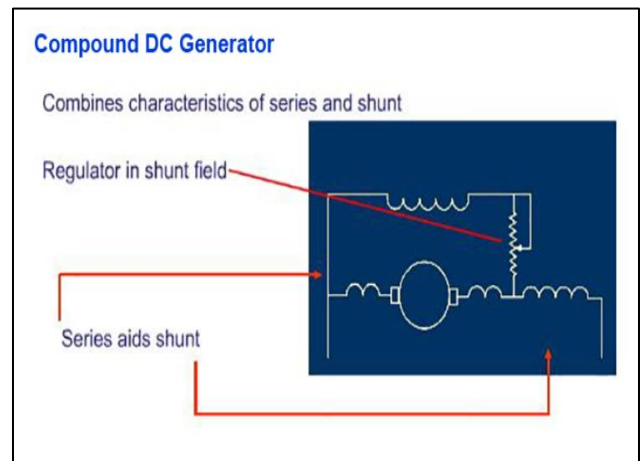 Compound DC Generator
Combines characteristics of series and shunt
Regulator in shunt field
Series aids shunt